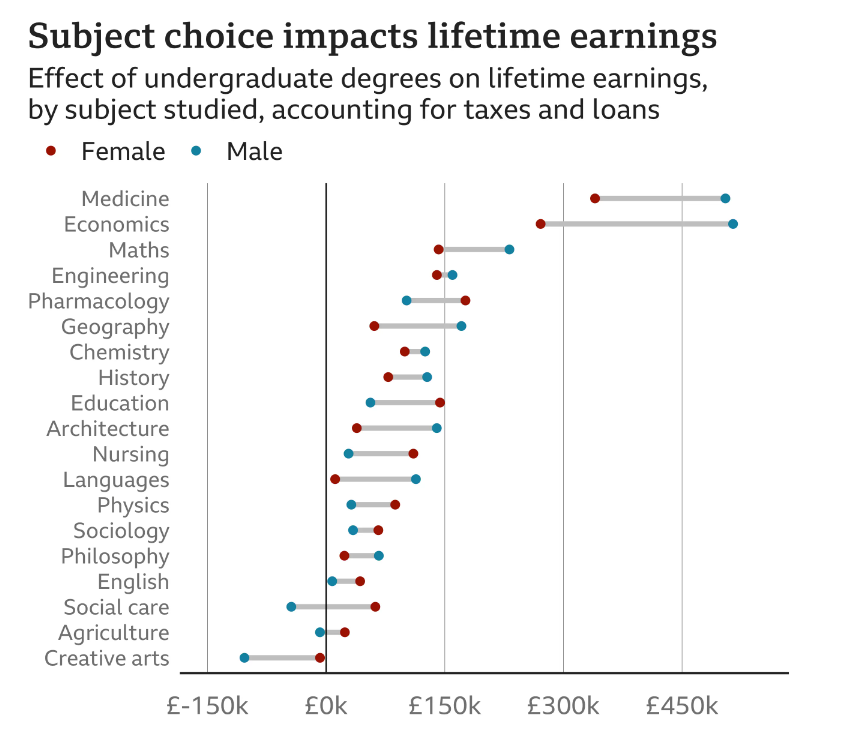 Subject choice impacts lifetime earnings
Effect of undergraduate degrees on lifetime earnings,
by subject studied, accounting for taxes and loans
Female Male
Medicine
Economics
Maths
Engineering
Pharmacology
Geography
Chemistry
History
Education
Architecture
Nursing
Languages
Physics
Sociology
Philosophy
English
Social care
Agriculture
Creative arts
£-150k £0k £150k £300k £450k